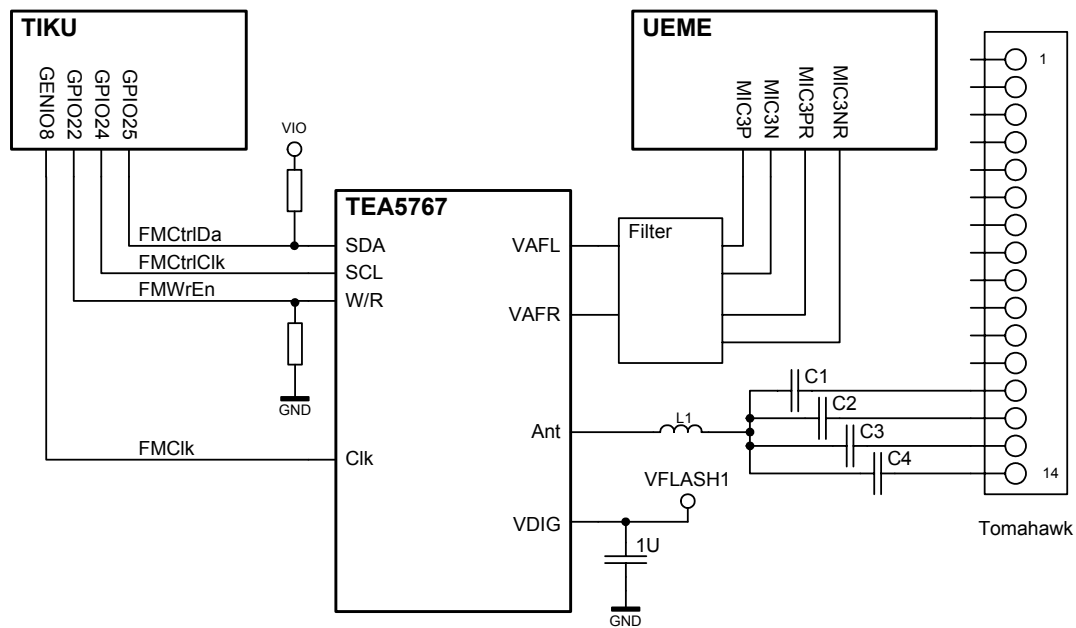 TIKU
GENIO8
GPIO22
GPIO24
GPIO25
UEME
MIC3P
MIC3N
MIC3PR
MIC3NR
1
VIO
TEA5767
Filter
FMCtrlDa
SDA
VAFL
FMCtrlClk
SCL
FMWrEn
W/R
VAFR
GND
C1
C2
C3
C4
L1
Ant
FMClk
Clk
14
VFLASH1
VDIG
1U
GND
Tomahawk